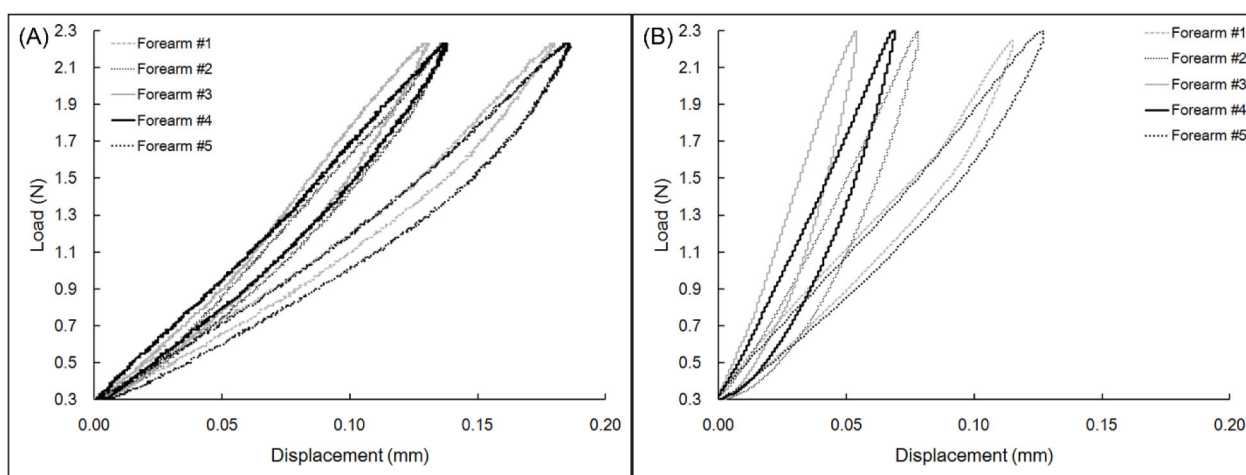 (A)
Load (N)
2.3
2.1
1.9
1.7
1.5
1.3
1.1
0.9
0.7
0.5
0.3
Forearm #1
Forearm #2
Forearm #3
Forearm #4
Forearm #5
0.00 0.05 0.10 0.15 0.20
Displacement (mm)
(B)
Load (N)
2.3
2.1
1.9
1.7
1.5
1.3
1.1
0.9
0.7
0.5
0.3
Forearm #1
Forearm #2
Forearm #3
Forearm #4
Forearm #5
0.00 0.05 0.10 0.15 0.20
Displacement (mm)